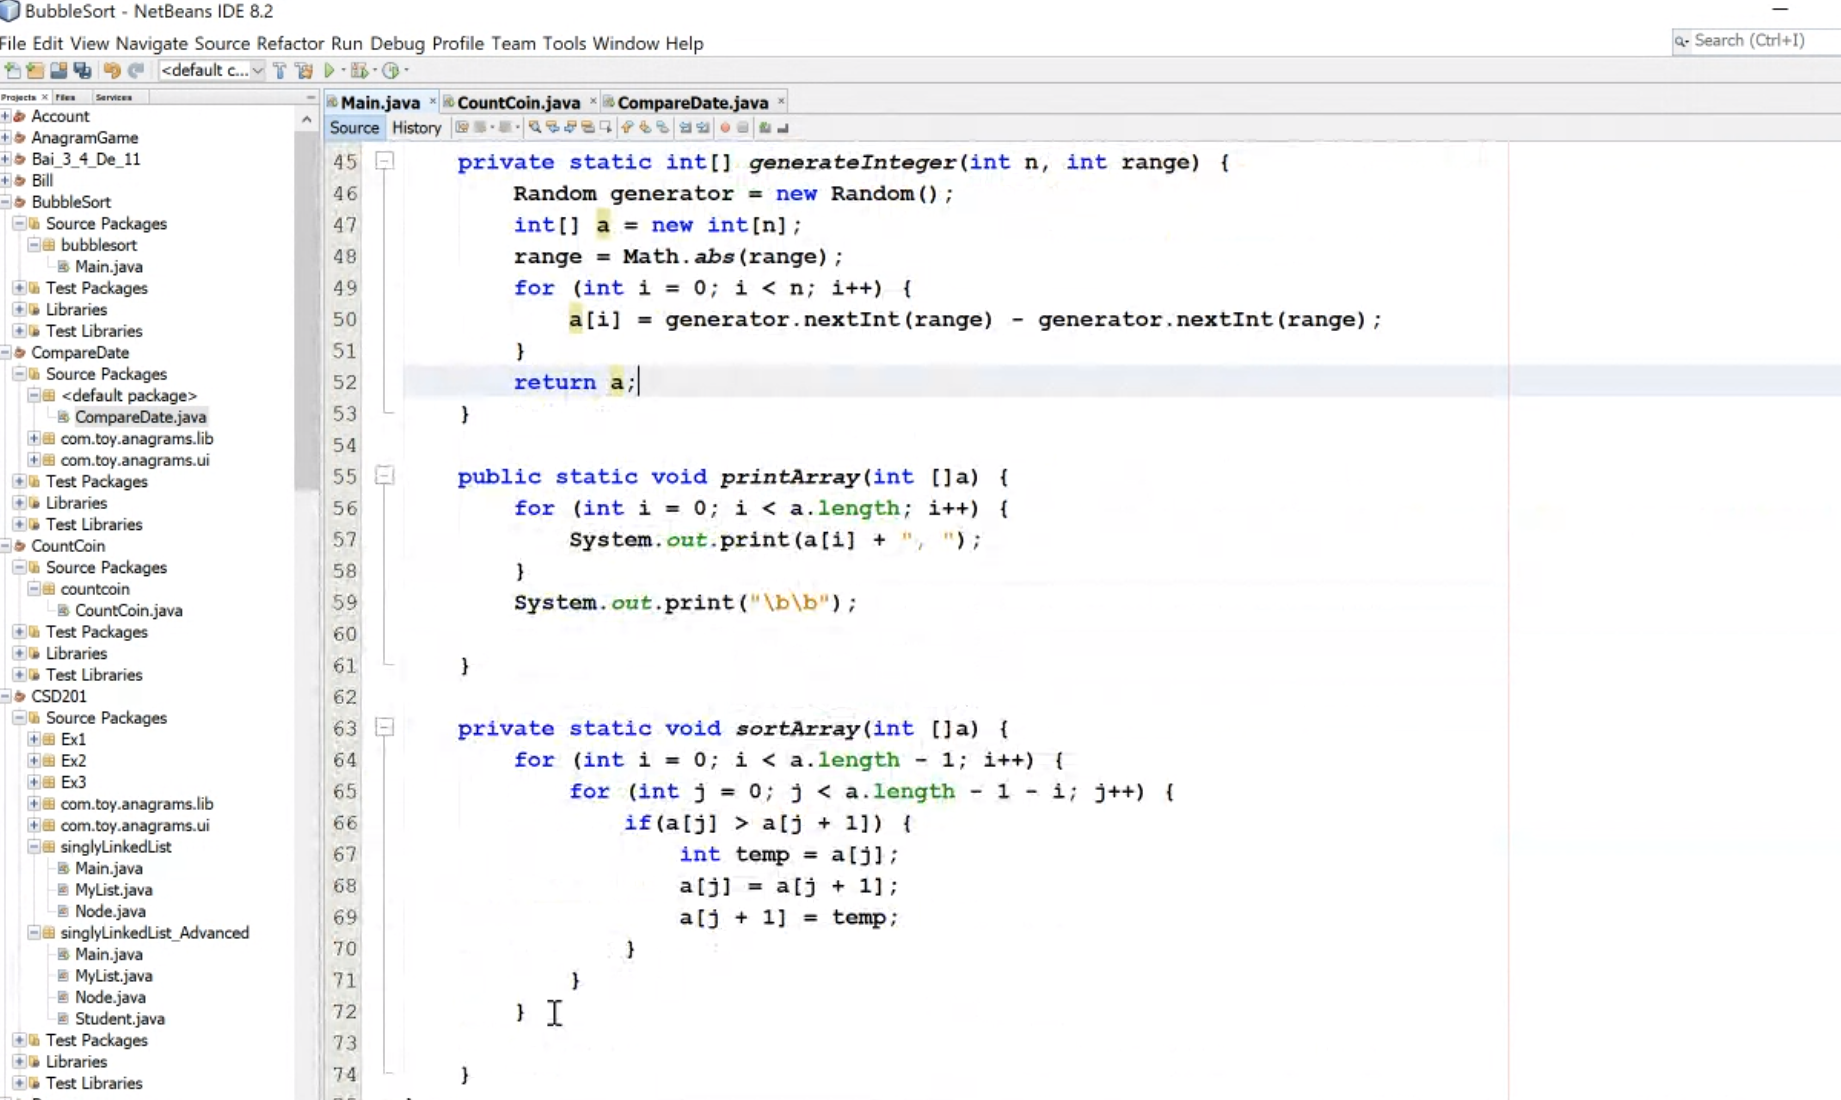 BubbleSort - NetBeans IDE 8.2
File Edit View Navigate Source Refactor Run Debug Profile Team Tools Window Help
Search (Ctrl+I)
<default c...
Projects Files Services
Account
AnagramGame
Bai_3_4_De_11
Bill
BubbleSort
Source Packages
bubblesort
Main.java
Test Packages
Libraries
Test Libraries
CompareDate
Source Packages
<default package>
CompareDate.java
com.toy.anagrams.lib
com.toy.anagrams.ui
Test Packages
Libraries
Test Libraries
CountCoin
Source Packages
countcoin
CountCoin.java
Test Packages
Libraries
Test Libraries
CSD201
Source Packages
Ex1
Ex2
Ex3
com.toy.anagrams.lib
com.toy.anagrams.ui
singlyLinkedList
Main.java
MyList.java
Node.java
singlyLinkedList_Advanced
Main.java
MyList.java
Node.java
Student.java
Test Packages
Libraries
Test Libraries
Main.java CountCoin.java CompareDate.java
Source History
45 private static int[] generateInteger(int n, int range) {
46 Random generator = new Random();
47 int[] a = new int[n];
48 range = Math.abs(range);
49 for (int i = 0; i < n; i++) {
50 a[i] = generator.nextInt(range) - generator.nextInt(range);
51 }
52 return a;
53 }
54
55 public static void printArray(int []a) {
56 for (int i = 0; i < a.length; i++) {
57 System.out.print(a[i] + ", ");
58 }
59 System.out.print("\b\b");
60
61 }
62
63 private static void sortArray(int []a) {
64 for (int i = 0; i < a.length - 1; i++) {
65 for (int j = 0; j < a.length - 1 - i; j++) {
66 if(a[j] > a[j + 1]) {
67 int temp = a[j];
68 a[j] = a[j + 1];
69 a[j + 1] = temp;
70 }
71 }
72 }
73
74 }